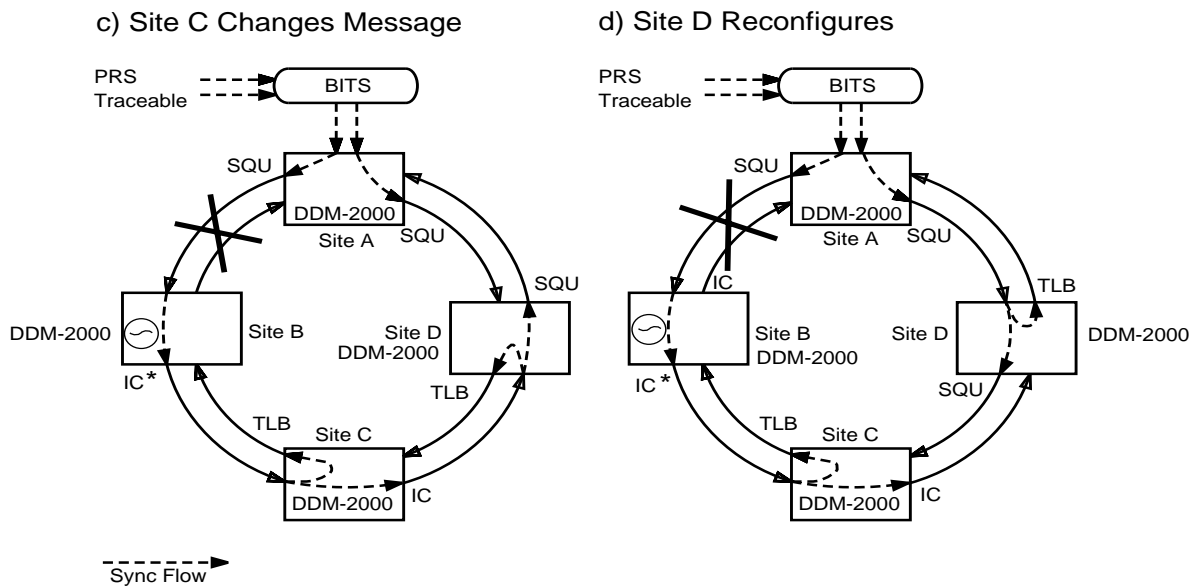 c) Site C Changes Message
PRS
Traceable
BITS
SQU
DDM-2000
Site A
SQU
SQU
DDM-2000
Site B
Site D
DDM-2000
IC*
TLB
TLB
Site C
DDM-2000
IC
Sync Flow
d) Site D Reconfigures
PRS
Traceable
BITS
SQU
DDM-2000
Site A
SQU
IC
TLB
Site B
DDM-2000
Site D
DDM-2000
IC*
SQU
TLB
Site C
DDM-2000
IC